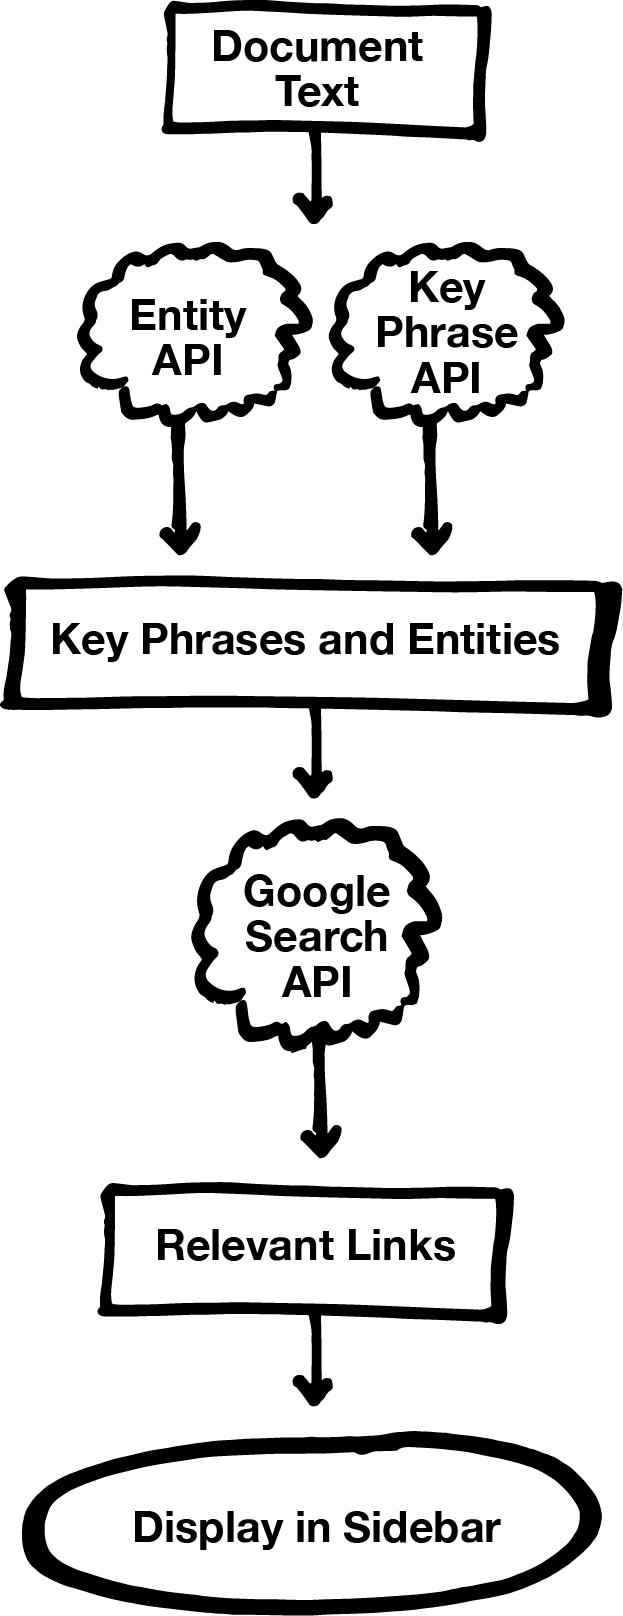 Document
Text
Entity
API
Key
Phrase
API
Key Phrases and Entities
Google
Search
API
Relevant Links
Display in Sidebar